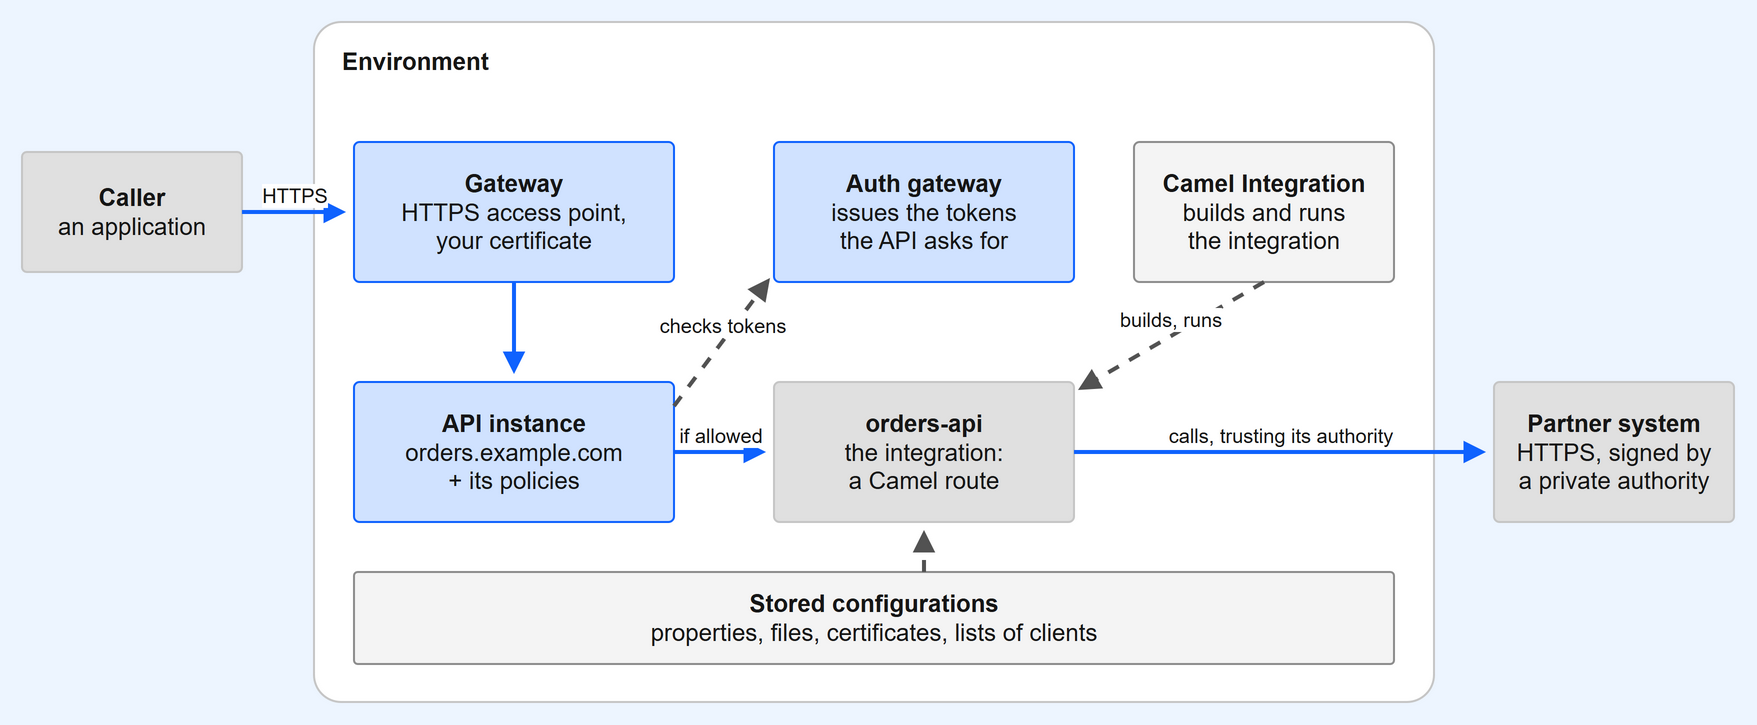 Environment
Caller
an application
HTTPS
Gateway
HTTPS access point,
your certificate
Auth gateway
issues the tokens
the API asks for
Camel Integration
builds and runs
the integration
checks tokens
builds, runs
API instance
orders.example.com
+ its policies
if allowed
orders-api
the integration:
a Camel route
calls, trusting its authority
Partner system
HTTPS, signed by
a private authority
Stored configurations
properties, files, certificates, lists of clients